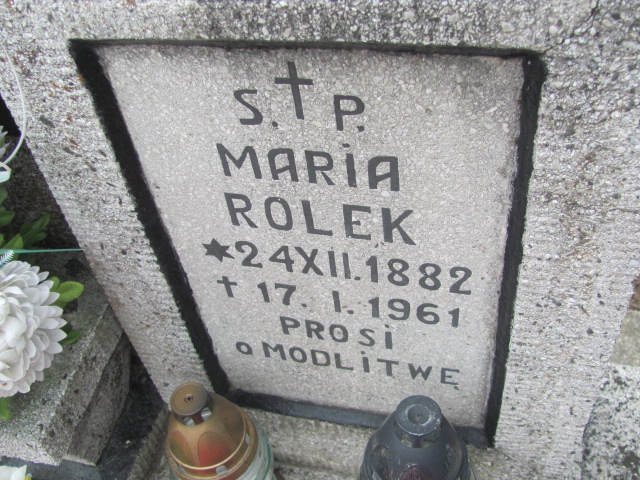 S.†P.
MARiA
ROLEK
*24XII.1882
†17.I.1961
PROSi
O MODLiTWĘ